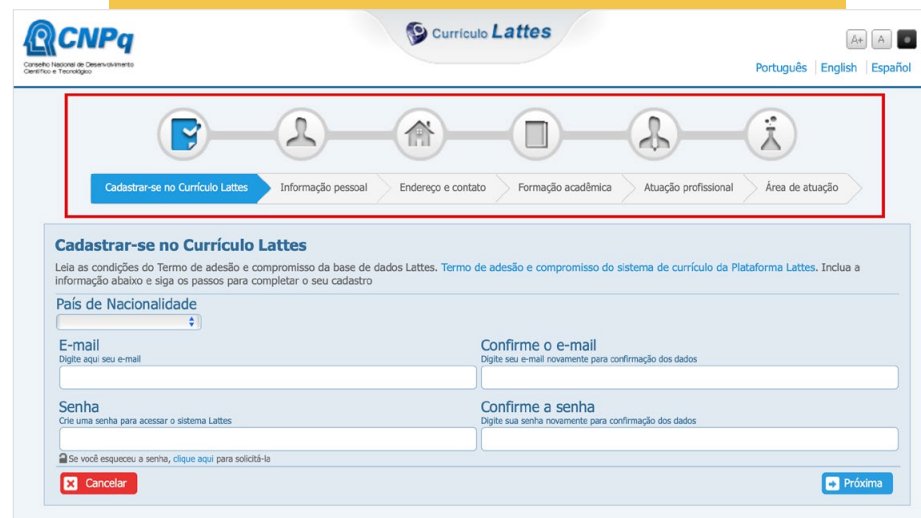 CNPq
Conselho Nacional de Desenvolvimento
Científico e Tecnológico
Currículo Lattes
A+ A
Português English Español
Cadastrar-se no Currículo Lattes Informação pessoal Endereço e contato Formação acadêmica Atuação profissional Área de atuação
Cadastrar-se no Currículo Lattes
Leia as condições do Termo de adesão e compromisso da base de dados Lattes. Termo de adesão e compromisso do sistema de currículo da Plataforma Lattes. Inclua a
informação abaixo e siga os passos para completar o seu cadastro
País de Nacionalidade
E-mail Confirme o e-mail
Digite aqui seu e-mail Digite seu e-mail novamente para confirmação dos dados
Senha Confirme a senha
Crie uma senha para acessar o sistema Lattes Digite sua senha novamente para confirmação dos dados
Se você esqueceu a senha, clique aqui para solicitá-la
Cancelar Próxima